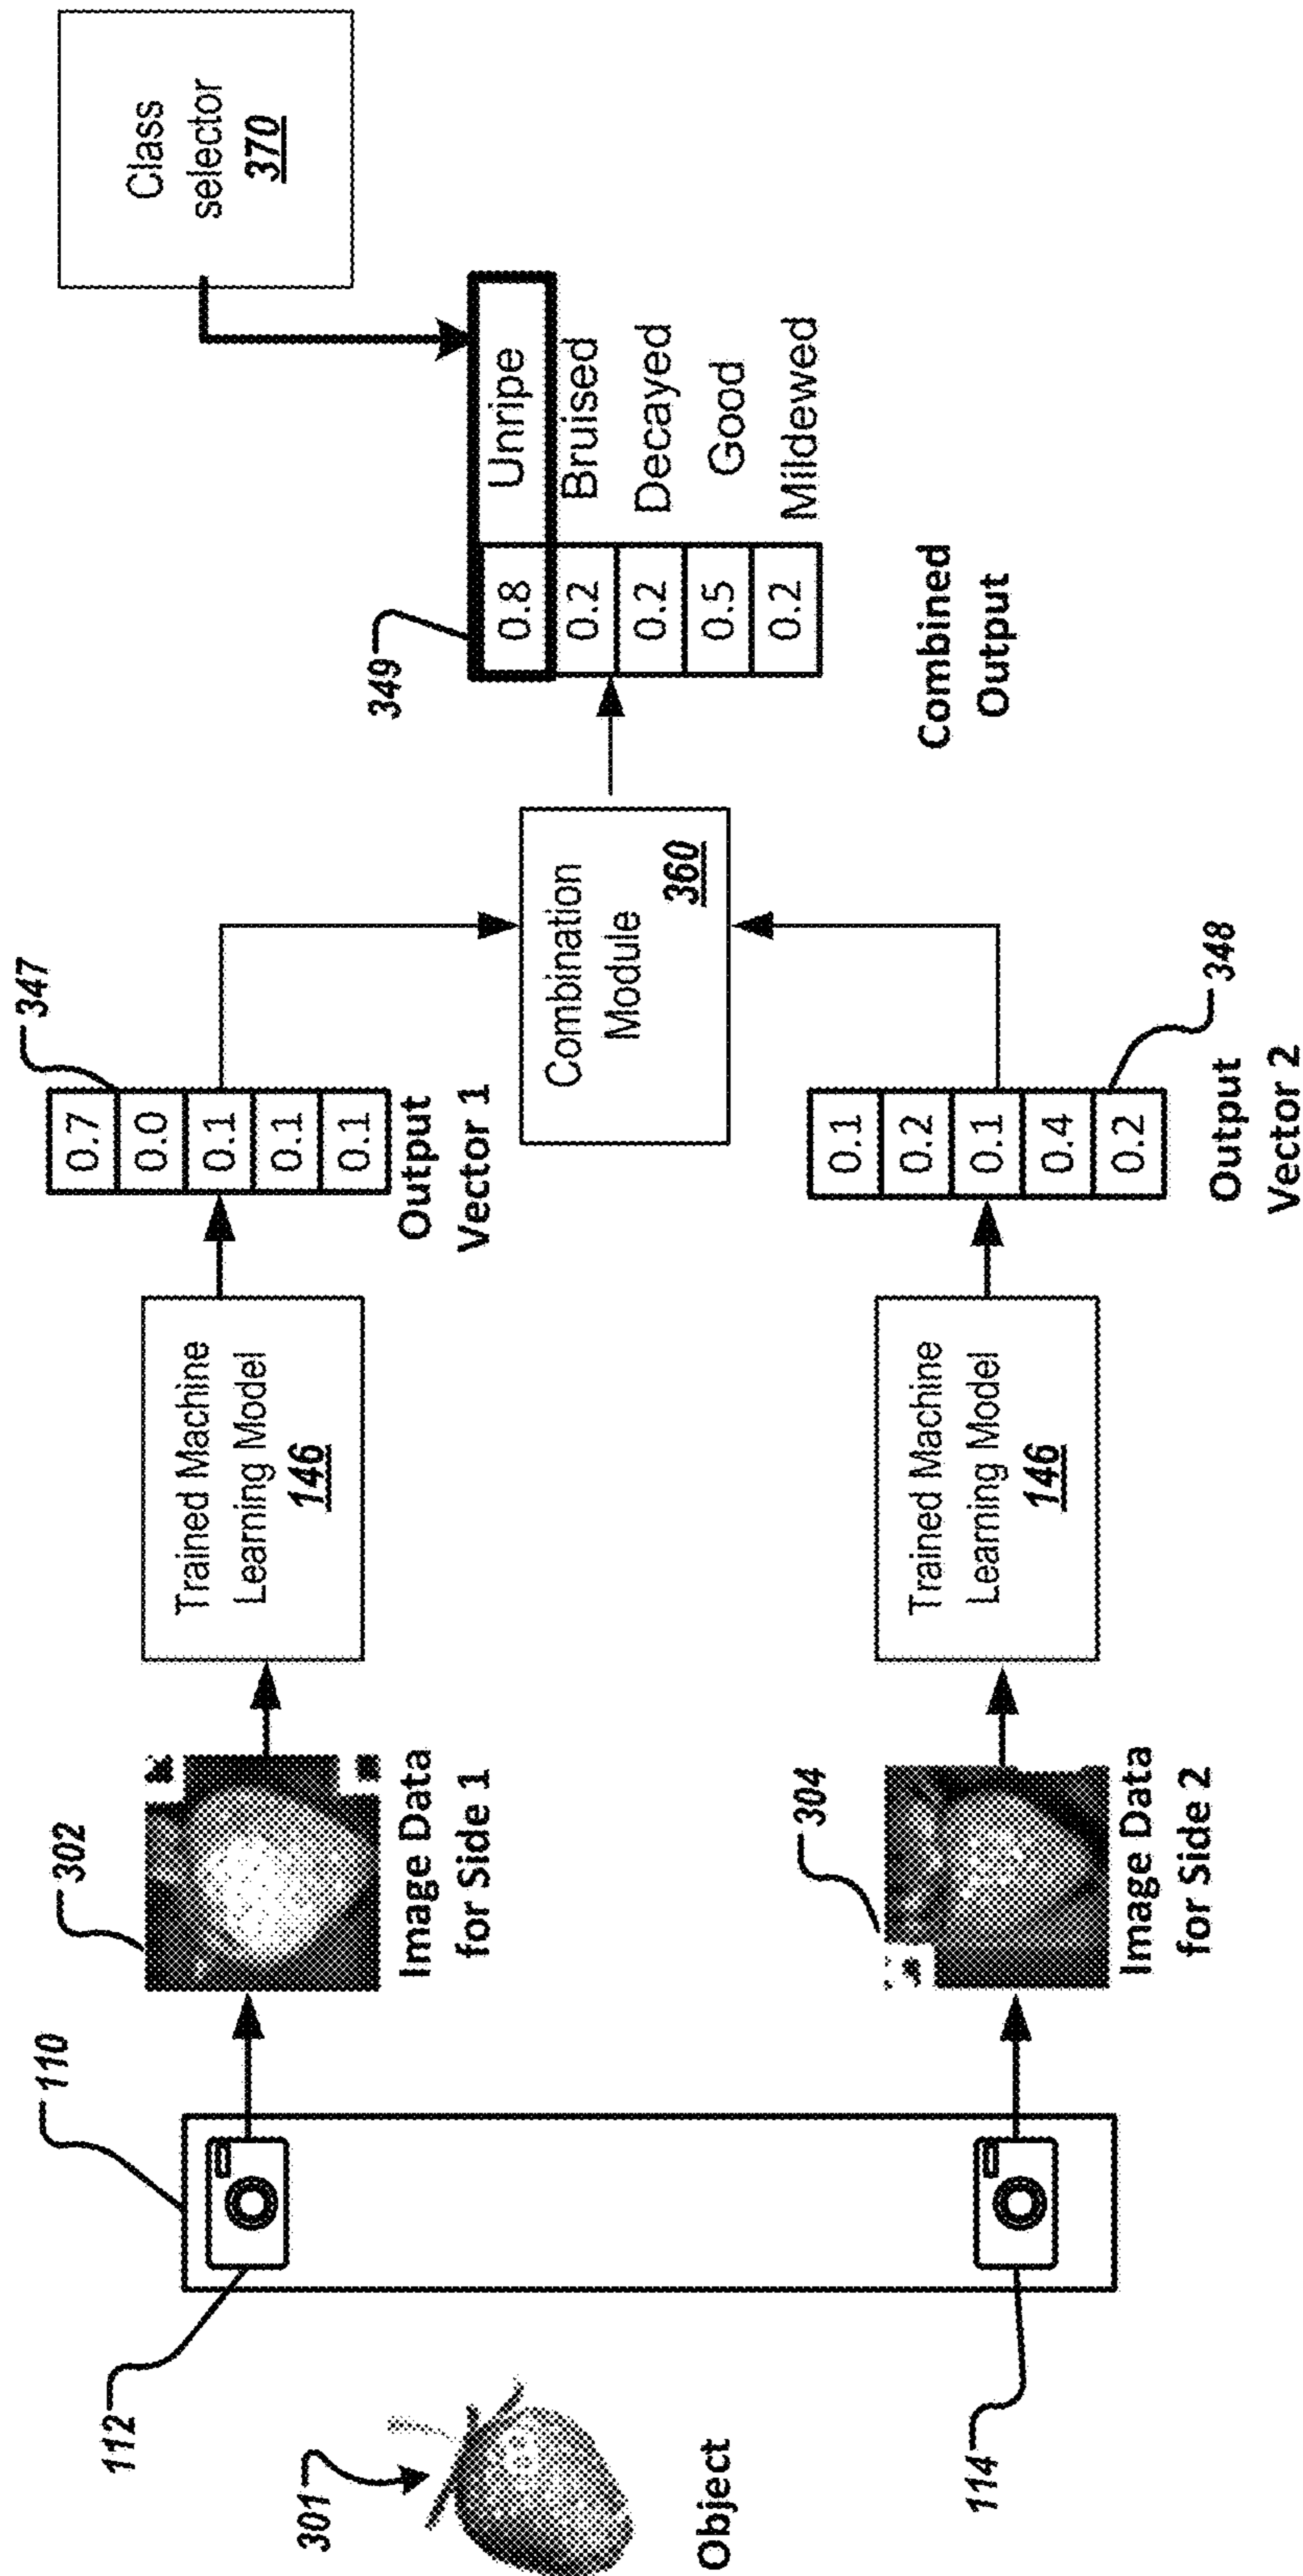 301
Object
112
114
110
302
Image Data
for Side 1
304
Image Data
for Side 2
Trained Machine
Learning Model
146
Trained Machine
Learning Model
146
347
0.7
0.0
0.1
0.1
0.1
Output
Vector 1
0.1
0.2
0.1
0.4
0.2
348
Output
Vector 2
Combination
Module
360
349
0.8 Unripe
0.2 Bruised
0.2 Decayed
0.5 Good
0.2 Mildewed
Combined
Output
Class
selector
370